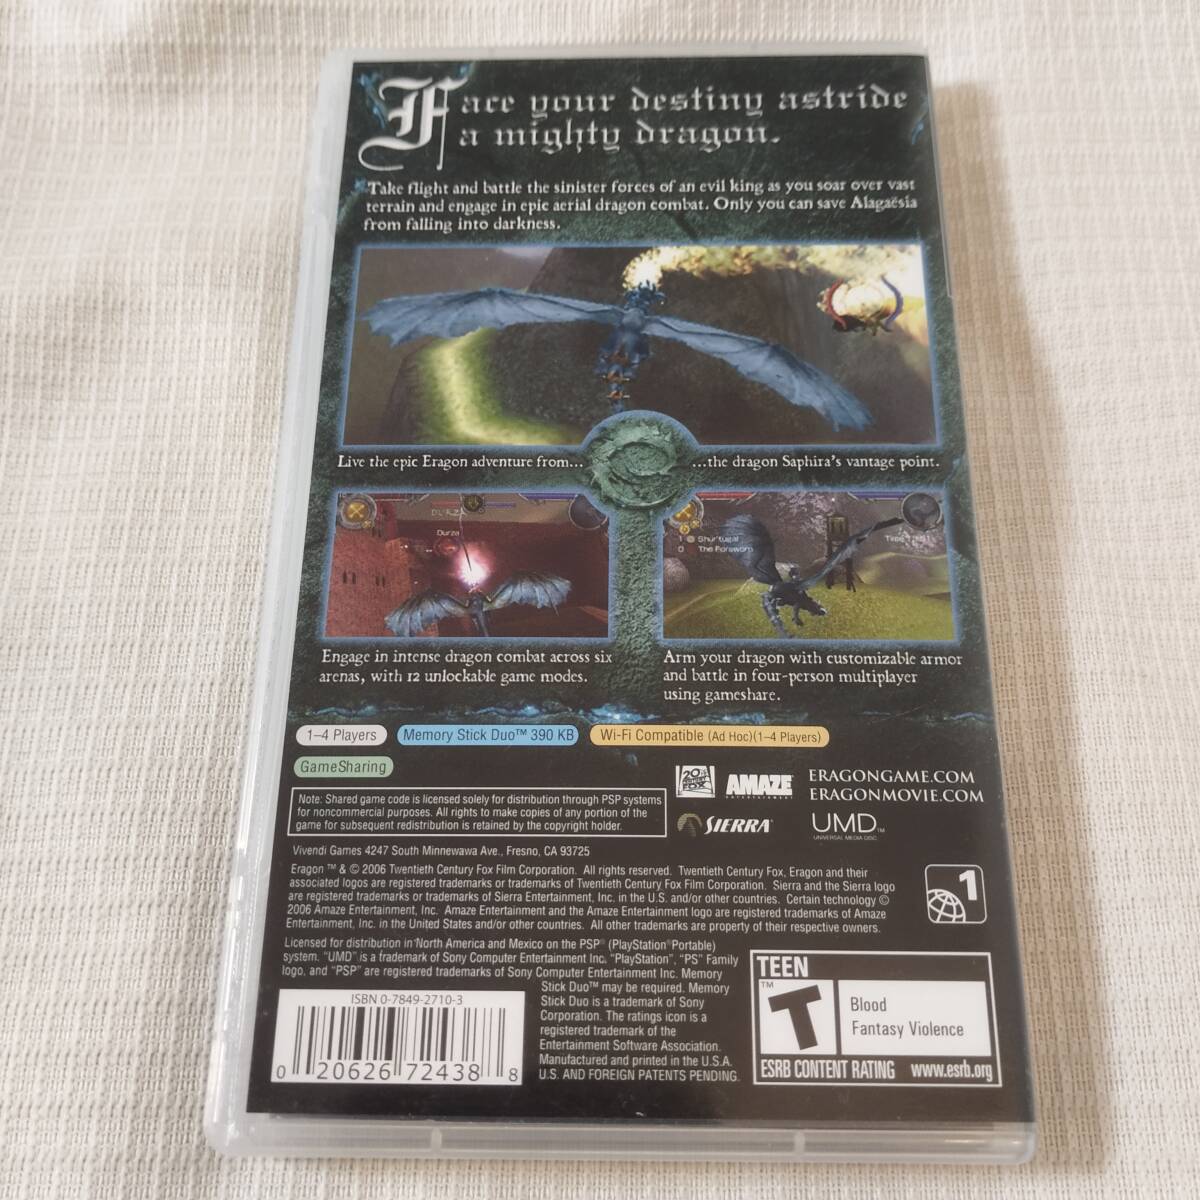 Face your destiny astride
a mighty dragon.
Take flight and battle the sinister forces of an evil king as you soar over vast
terrain and engage in epic aerial dragon combat. Only you can save Alagaësia
from falling into darkness.
Live the epic Eragon adventure from...
...the dragon Saphira's vantage point.
DURZA
Durza
1 Shur'tugal
0 The Forsworn
Engage in intense dragon combat across six
arenas, with 12 unlockable game modes.
Arm your dragon with customizable armor
and battle in four-person multiplayer
using gameshare.
1–4 Players
Memory Stick Duo™ 390 KB
Wi-Fi Compatible (Ad Hoc)(1–4 Players)
GameSharing
20th CENTURY FOX
AMAZE ENTERTAINMENT
ERAGONGAME.COM
ERAGONMOVIE.COM
Note: Shared game code is licensed solely for distribution through PSP systems
for noncommercial purposes. All rights to make copies of any portion of the
game for subsequent redistribution is retained by the copyright holder.
SIERRA®
UMD™
UNIVERSAL MEDIA DISC
Vivendi Games 4247 South Minnewawa Ave., Fresno, CA 93725
Eragon ™ & © 2006 Twentieth Century Fox Film Corporation. All rights reserved. Twentieth Century Fox, Eragon and their
associated logos are registered trademarks or trademarks of Twentieth Century Fox Film Corporation. Sierra and the Sierra logo
are registered trademarks or trademarks of Sierra Entertainment, Inc. in the U.S. and/or other countries. Certain technology ©
2006 Amaze Entertainment, Inc. Amaze Entertainment and the Amaze Entertainment logo are registered trademarks of Amaze
Entertainment, Inc. in the United States and/or other countries. All other trademarks are property of their respective owners.
1
Licensed for distribution in North America and Mexico on the PSP® (PlayStation®Portable)
system. "UMD" is a trademark of Sony Computer Entertainment Inc. "PlayStation", "PS" Family
logo, and "PSP" are registered trademarks of Sony Computer Entertainment Inc. Memory
Stick Duo™ may be required. Memory
Stick Duo is a trademark of Sony
Corporation. The ratings icon is a
registered trademark of the
Entertainment Software Association.
Manufactured and printed in the U.S.A.
U.S. AND FOREIGN PATENTS PENDING.
ISBN 0-7849-2710-3
0 20626 72438 8
TEEN
T™
Blood
Fantasy Violence
ESRB CONTENT RATING www.esrb.org